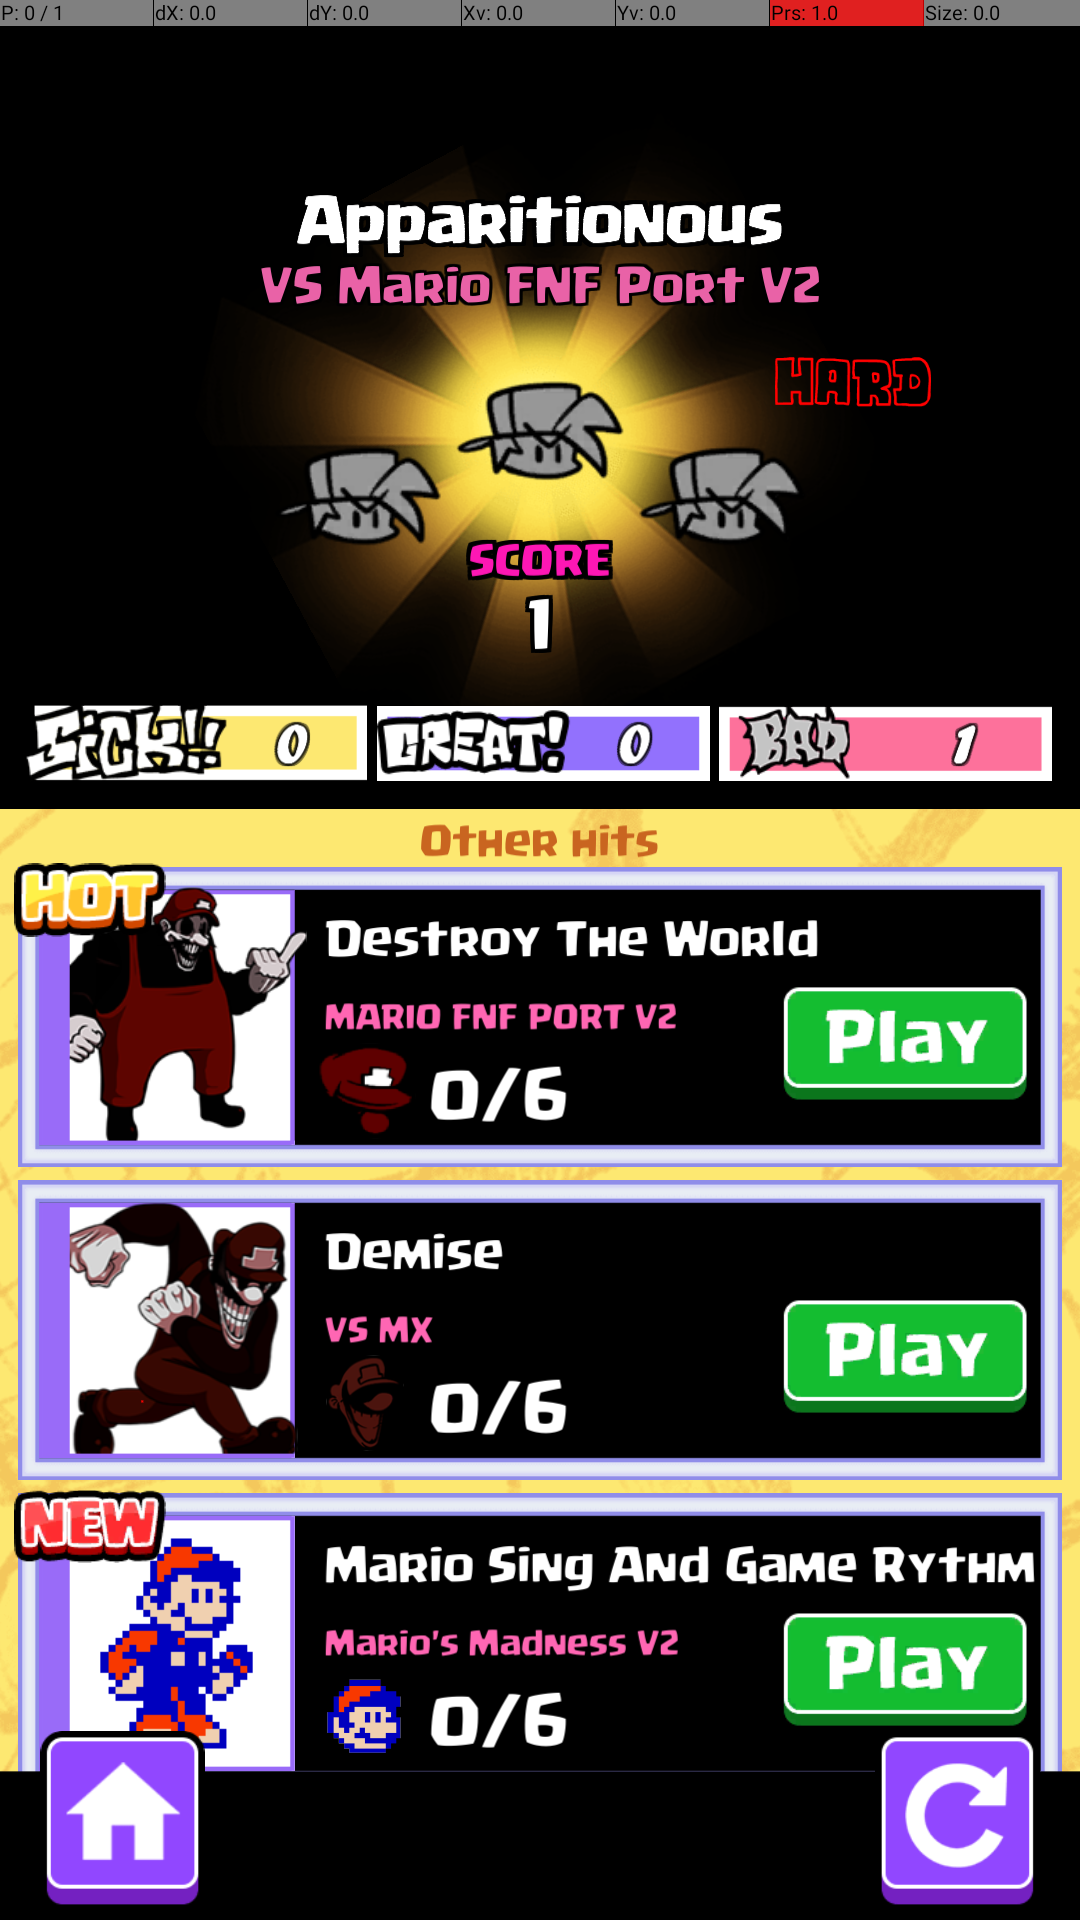 P: 0 / 1 dX: 0.0 dY: 0.0 Xv: 0.0 Yv: 0.0 Prs: 1.0 Size: 0.0
Apparitionous
VS Mario FNF Port V2
HARD
SCORE
1
SiCK!! 0 GREAT! 0 BAD 1
Other hits
HOT
Destroy The World
MARIO FNF PORT V2
Play
0/6
Demise
VS MX
Play
0/6
NEW
Mario Sing And Game Rythm
Mario's Madness V2
Play
0/6